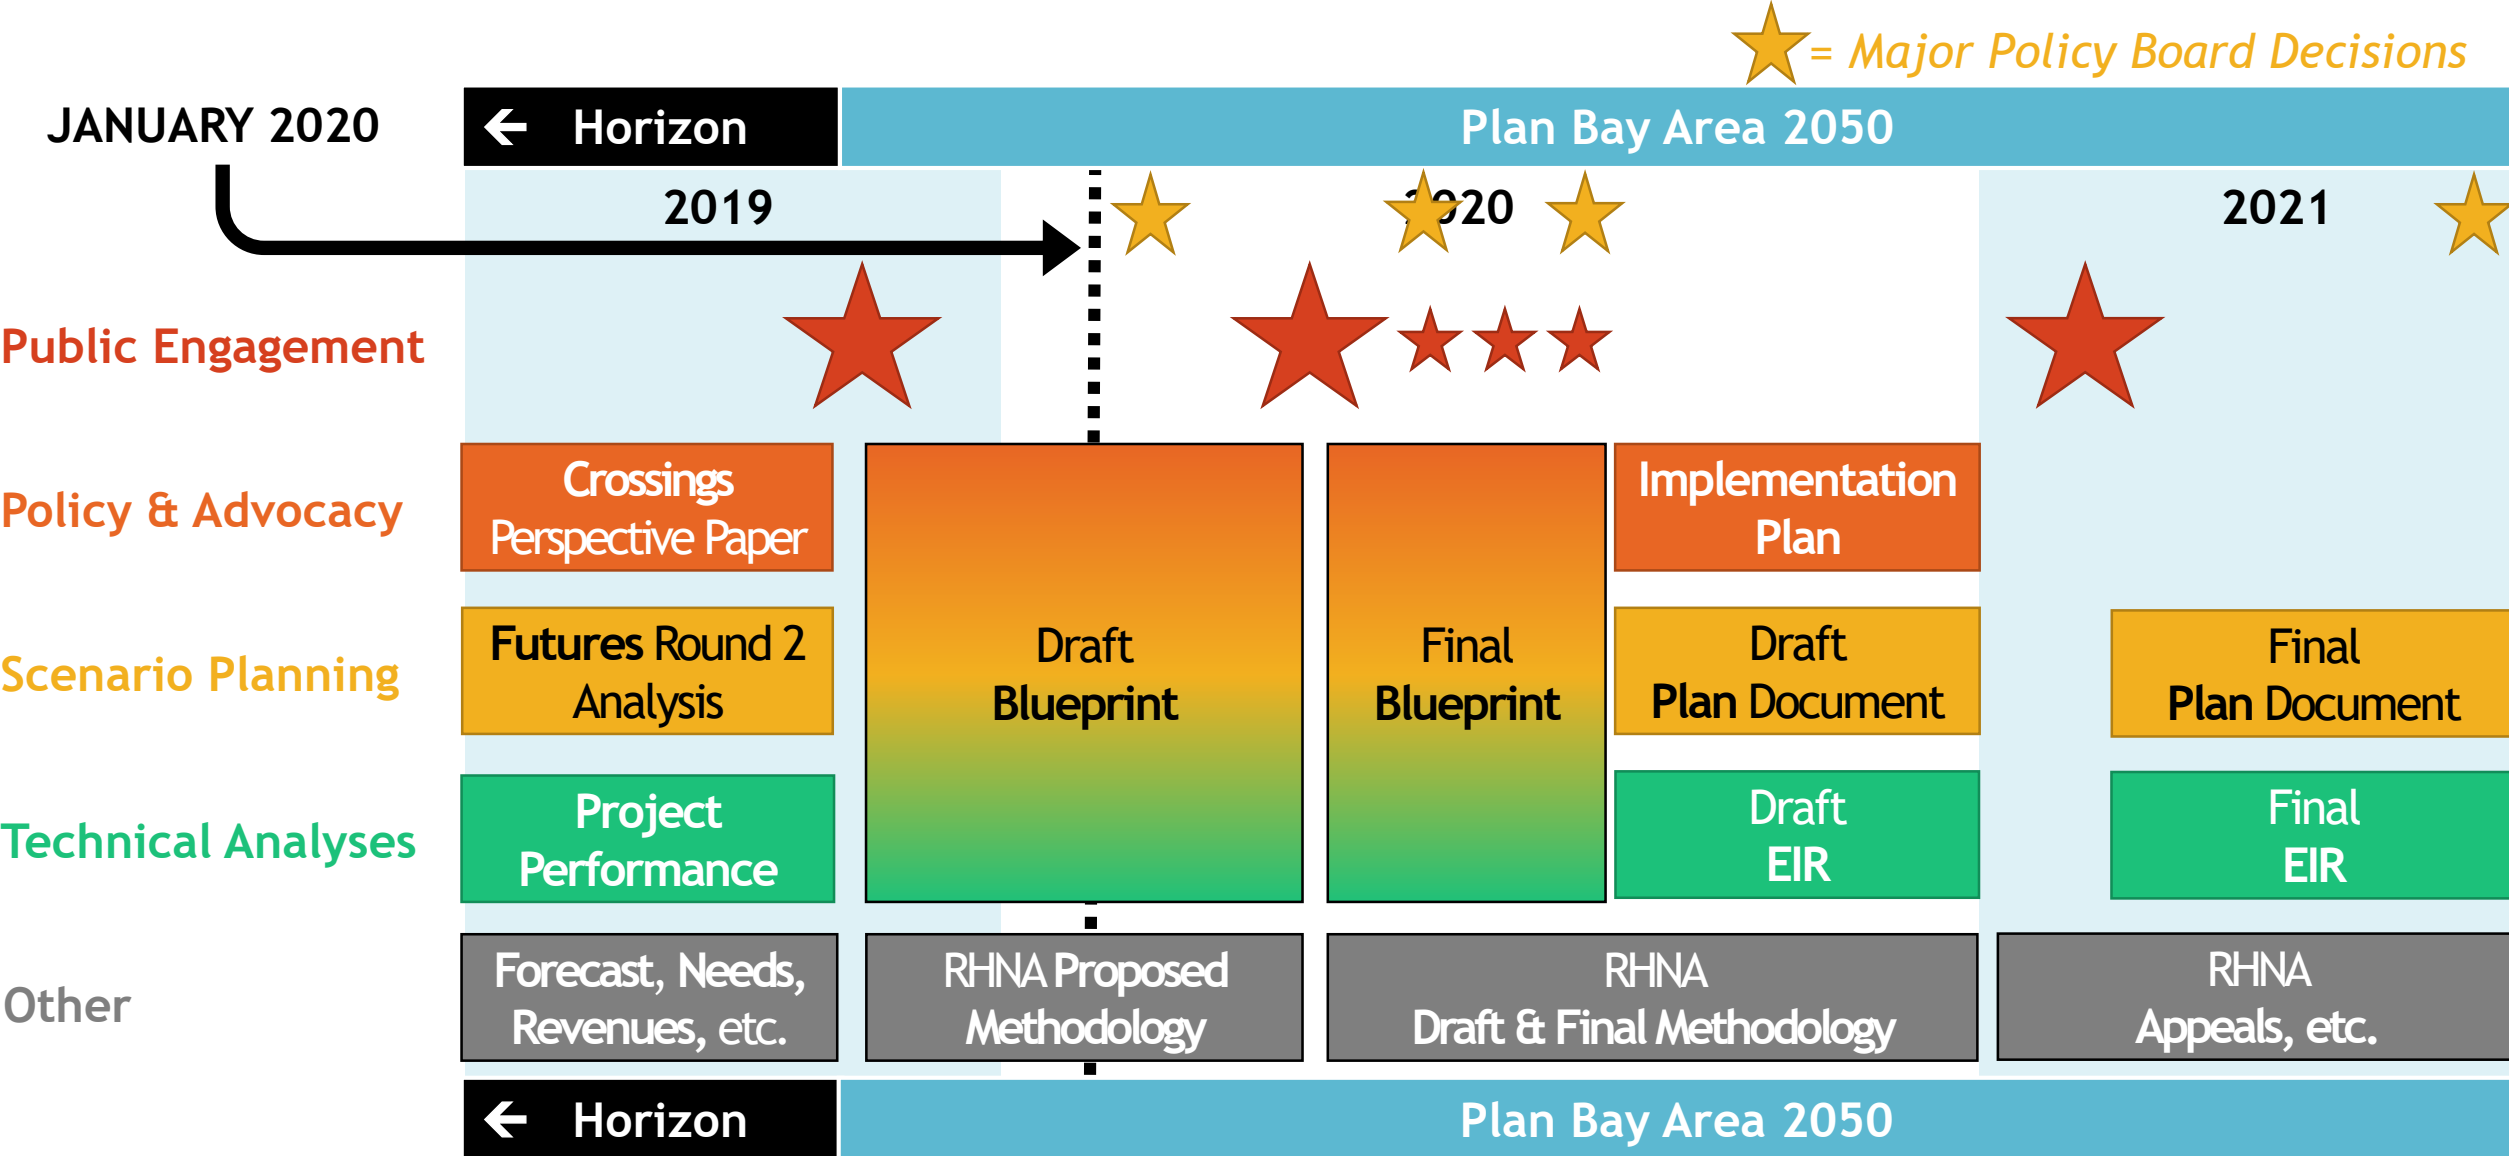 = Major Policy Board Decisions
JANUARY 2020
Horizon
Plan Bay Area 2050
2019
2020
2021
Public Engagement
Policy & Advocacy
Crossings
Perspective Paper
Implementation
Plan
Scenario Planning
Futures Round 2
Analysis
Draft
Blueprint
Final
Blueprint
Draft
Plan Document
Final
Plan Document
Technical Analyses
Project
Performance
Draft
EIR
Final
EIR
Other
Forecast, Needs,
Revenues, etc.
RHNA Proposed
Methodology
RHNA
Draft & Final Methodology
RHNA
Appeals, etc.
Horizon
Plan Bay Area 2050